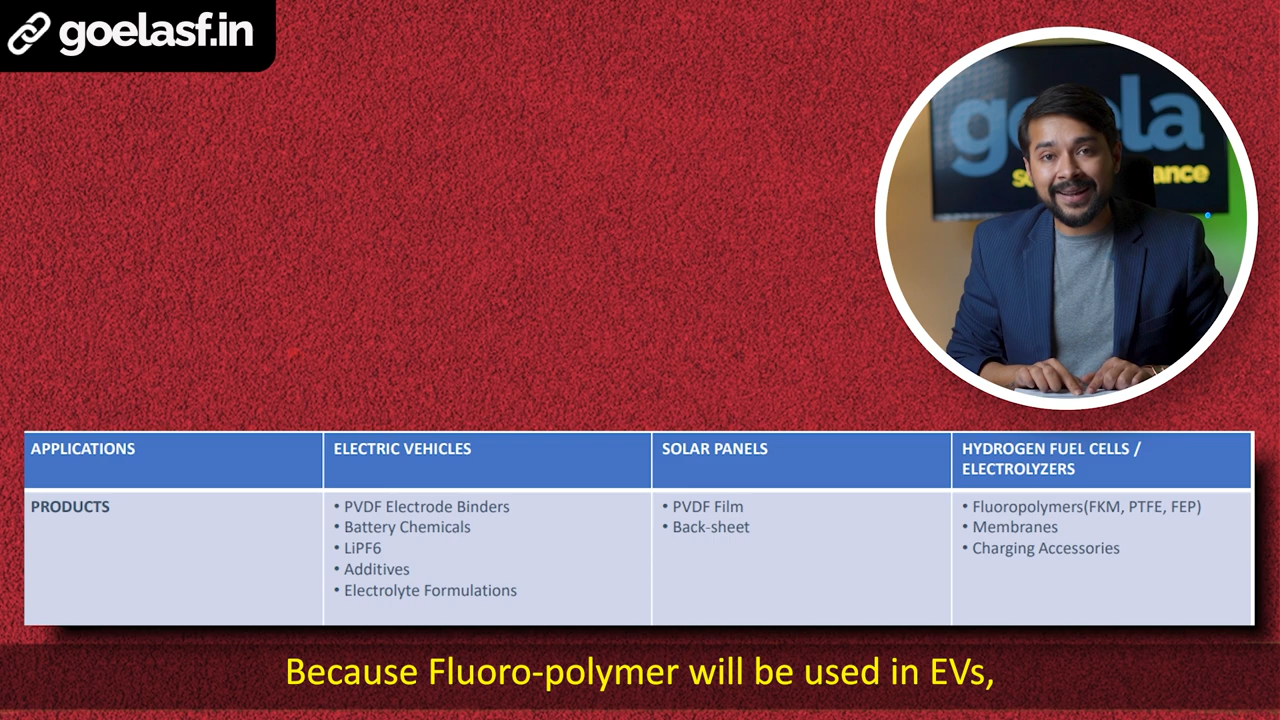 goelasf.in
goela
APPLICATIONS
ELECTRIC VEHICLES
SOLAR PANELS
HYDROGEN FUEL CELLS /
ELECTROLYZERS
PRODUCTS
• PVDF Electrode Binders
• Battery Chemicals
• LiPF6
• Additives
• Electrolyte Formulations
• PVDF Film
• Back-sheet
• Fluoropolymers(FKM, PTFE, FEP)
• Membranes
• Charging Accessories
Because Fluoro-polymer will be used in EVs,